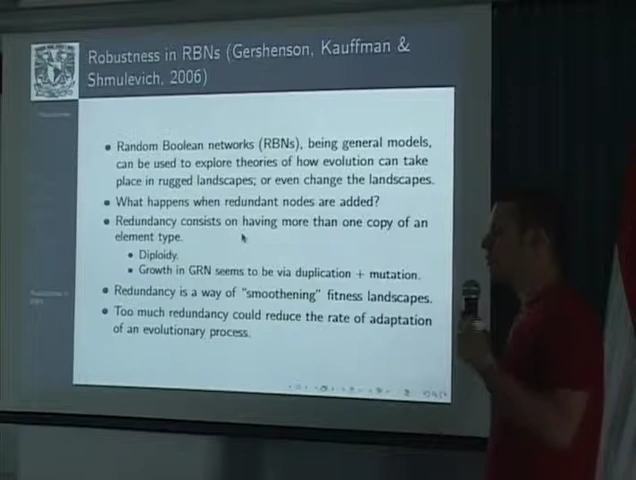 Robustness in RBNs (Gershenson, Kauffman &
Shmulevich, 2006)
• Random Boolean networks (RBNs), being general models,
can be used to explore theories of how evolution can take
place in rugged landscapes; or even change the landscapes.
• What happens when redundant nodes are added?
• Redundancy consists on having more than one copy of an
element type.
• Diploidy.
• Growth in GRN seems to be via duplication + mutation.
• Redundancy is a way of "smoothening" fitness landscapes.
• Too much redundancy could reduce the rate of adaptation
of an evolutionary process.